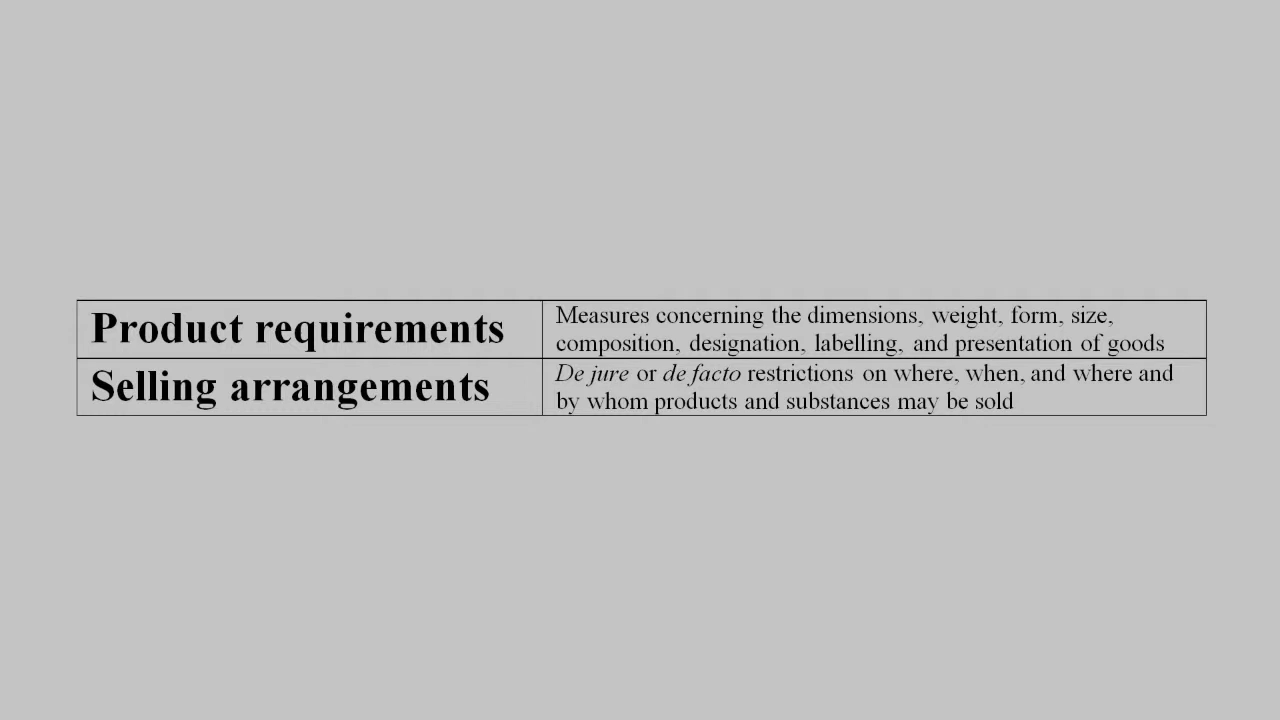 Product requirements
Measures concerning the dimensions, weight, form, size,
composition, designation, labelling, and presentation of goods
Selling arrangements
De jure or de facto restrictions on where, when, and where and
by whom products and substances may be sold